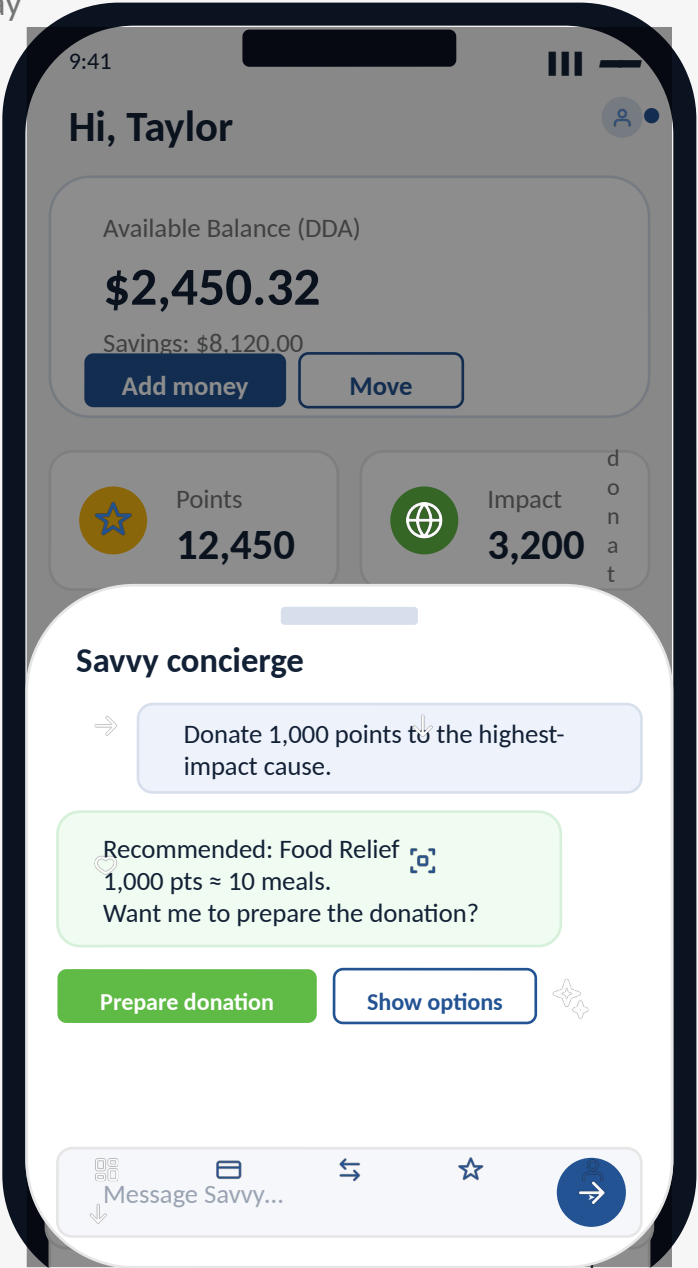 ay
9:41
Hi, Taylor
Available Balance (DDA)
$2,450.32
Savings: $8,120.00
Add money
Move
Points
12,450
Impact
3,200
d
o
n
a
t
Savvy concierge
Donate 1,000 points to the highest-
impact cause.
Recommended: Food Relief
1,000 pts ≈ 10 meals.
Want me to prepare the donation?
Prepare donation
Show options
Message Savvy...